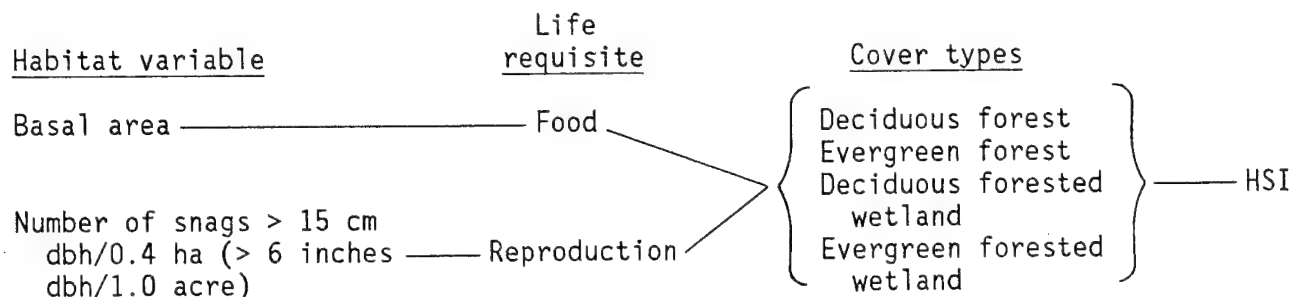 Habitat variable
Life
requisite
Cover types
Basal area
Food
Number of snags > 15 cm
dbh/0.4 ha (> 6 inches
dbh/1.0 acre)
Reproduction
Deciduous forest
Evergreen forest
Deciduous forested
wetland
Evergreen forested
wetland
HSI